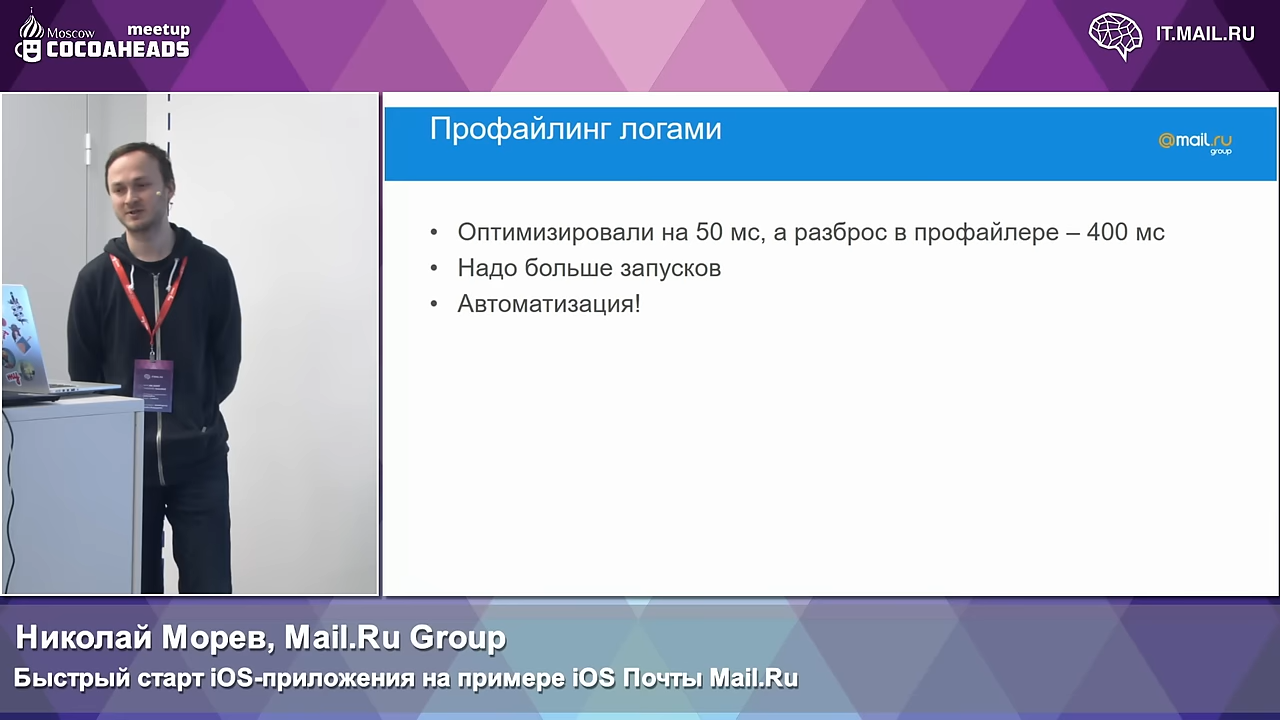 Moscow
meetup
COCOAHEADS
IT.MAIL.RU
Профайлинг логами
@mail.ru
group
• Оптимизировали на 50 мс, а разброс в профайлере – 400 мс
• Надо больше запусков
• Автоматизация!
Николай Морев, Mail.Ru Group
Быстрый старт iOS-приложения на примере iOS Почты Mail.Ru